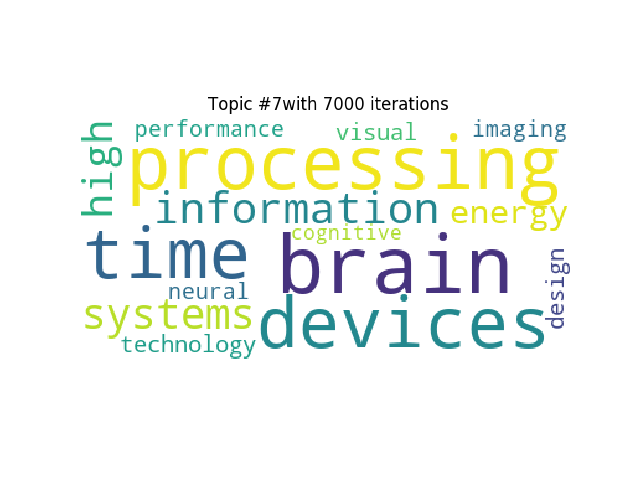 Topic #7with 7000 iterations
performance
visual
imaging
high
processing
information
energy
time
cognitive
brain
neural
design
systems
devices
technology